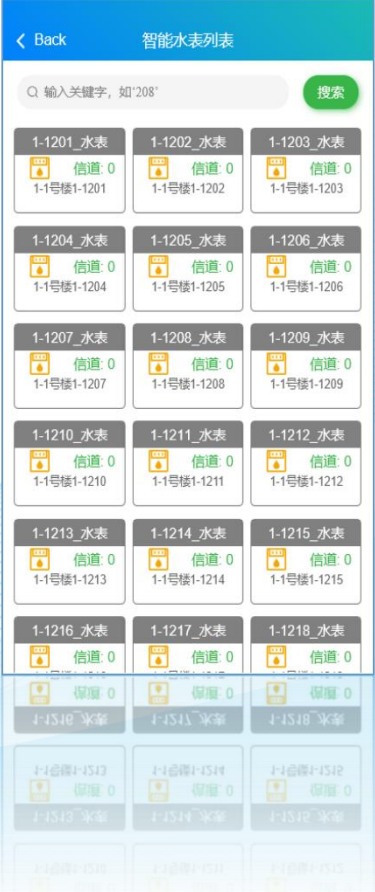 Back 智能水表列表
输入关键字，如'208' 搜索
1-1201_水表 1-1202_水表 1-1203_水表
信道: 0 信道: 0 信道: 0
1-1号楼1-1201 1-1号楼1-1202 1-1号楼1-1203
1-1204_水表 1-1205_水表 1-1206_水表
信道: 0 信道: 0 信道: 0
1-1号楼1-1204 1-1号楼1-1205 1-1号楼1-1206
1-1207_水表 1-1208_水表 1-1209_水表
信道: 0 信道: 0 信道: 0
1-1号楼1-1207 1-1号楼1-1208 1-1号楼1-1209
1-1210_水表 1-1211_水表 1-1212_水表
信道: 0 信道: 0 信道: 0
1-1号楼1-1210 1-1号楼1-1211 1-1号楼1-1212
1-1213_水表 1-1214_水表 1-1215_水表
信道: 0 信道: 0 信道: 0
1-1号楼1-1213 1-1号楼1-1214 1-1号楼1-1215
1-1216_水表 1-1217_水表 1-1218_水表
信道: 0 信道: 0 信道: 0